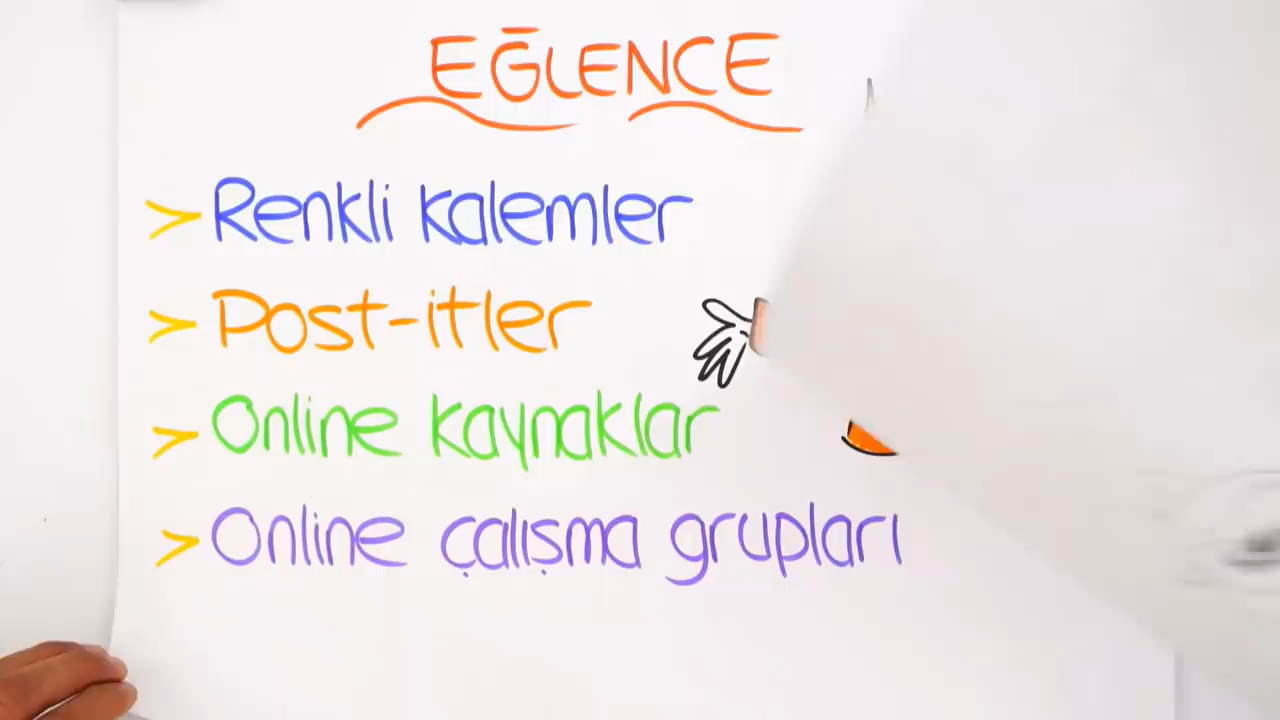 EĞLENCE
> Renkli kalemler
> Post-itler
> Online kaynaklar
> Online çalışma grupları